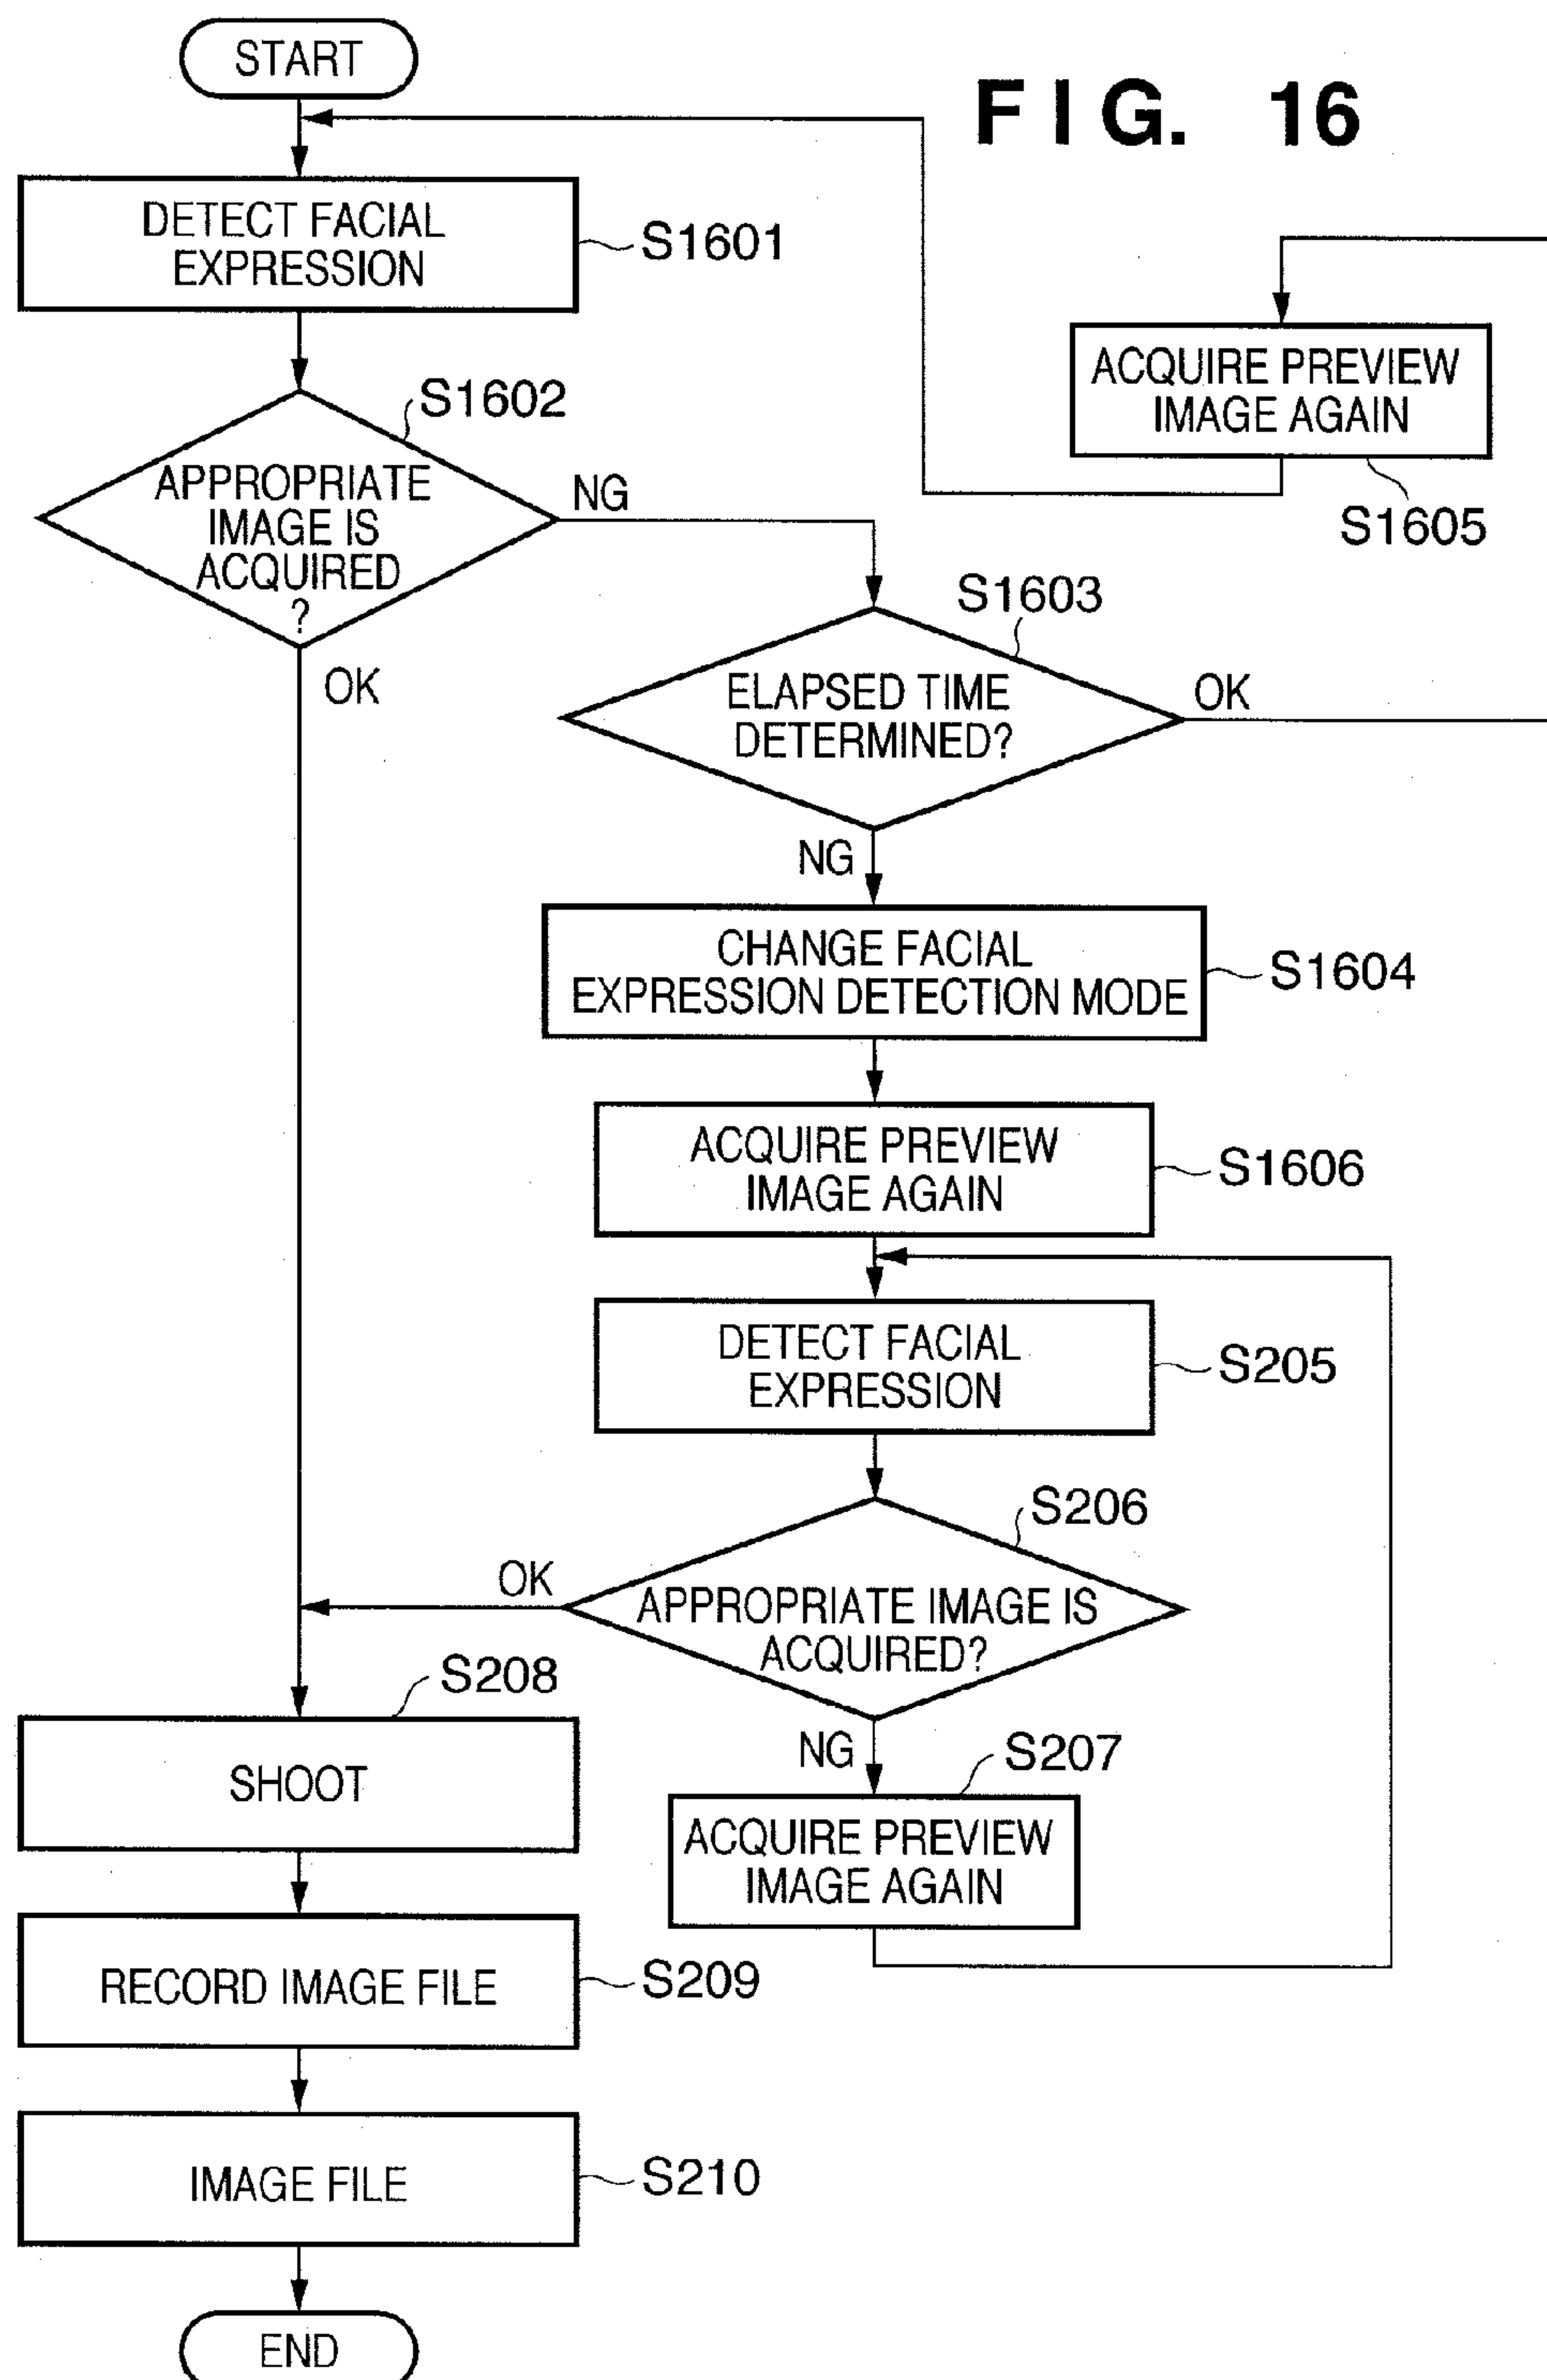 START
FIG. 16
DETECT FACIAL
EXPRESSION
S1601
ACQUIRE PREVIEW
IMAGE AGAIN
S1605
S1602
APPROPRIATE
IMAGE IS
ACQUIRED
?
NG
OK
S1603
ELAPSED TIME
DETERMINED?
OK
NG
CHANGE FACIAL
EXPRESSION DETECTION MODE
S1604
ACQUIRE PREVIEW
IMAGE AGAIN
S1606
DETECT FACIAL
EXPRESSION
S205
S206
APPROPRIATE IMAGE IS
ACQUIRED?
OK
NG
S207
ACQUIRE PREVIEW
IMAGE AGAIN
S208
SHOOT
RECORD IMAGE FILE
S209
IMAGE FILE
S210
END